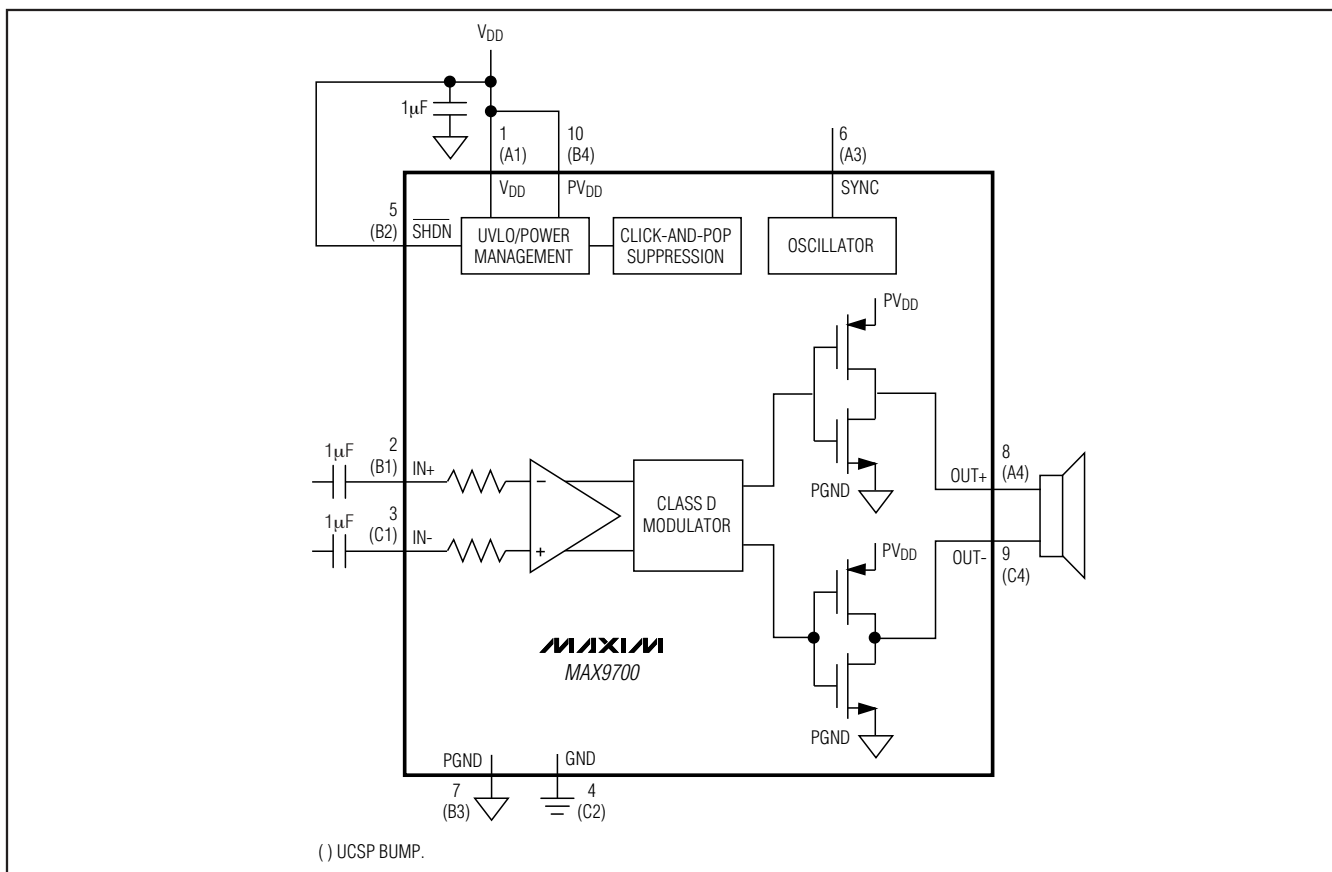 VDD
1µF
1
(A1)
10
(B4)
6
(A3)
VDD
PVDD
SYNC
5
(B2)
SHDN
UVLO/POWER
MANAGEMENT
CLICK-AND-POP
SUPPRESSION
OSCILLATOR
PVDD
1µF
2
(B1)
IN+
−
CLASS D
MODULATOR
PGND
OUT+
8
(A4)
1µF
3
(C1)
IN-
+
PVDD
OUT-
9
(C4)
MAXIM
MAX9700
PGND
PGND
GND
7
(B3)
4
(C2)
( ) UCSP BUMP.